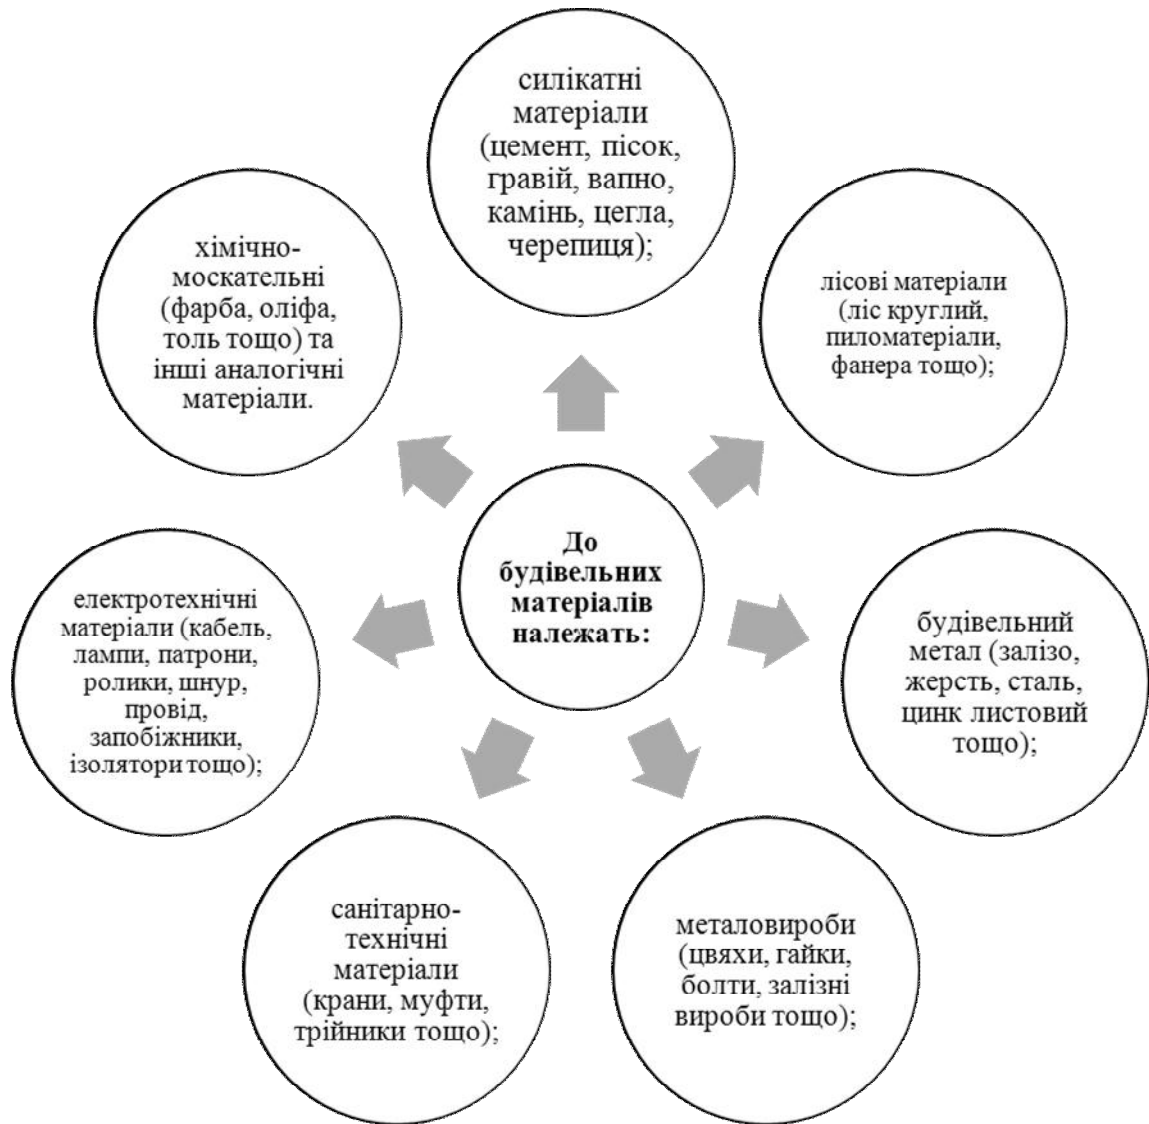 До
будівельних
матеріалів
належать:
силікатні
матеріали
(цемент, пісок,
гравій, вапно,
камінь, цегла,
черепиця);
лісові матеріали
(ліс круглий,
пиломатеріали,
фанера тощо);
будівельний
метал (залізо,
жерсть, сталь,
цинк листовий
тощо);
металовироби
(цвяхи, гайки,
болти, залізні
вироби тощо);
санітарно-
технічні
матеріали
(крани, муфти,
трійники тощо);
електротехнічні
матеріали (кабель,
лампи, патрони,
ролики, шнур,
провід,
запобіжники,
ізолятори тощо);
хімічно-
москательні
(фарба, оліфа,
толь тощо) та
інші аналогічні
матеріали.